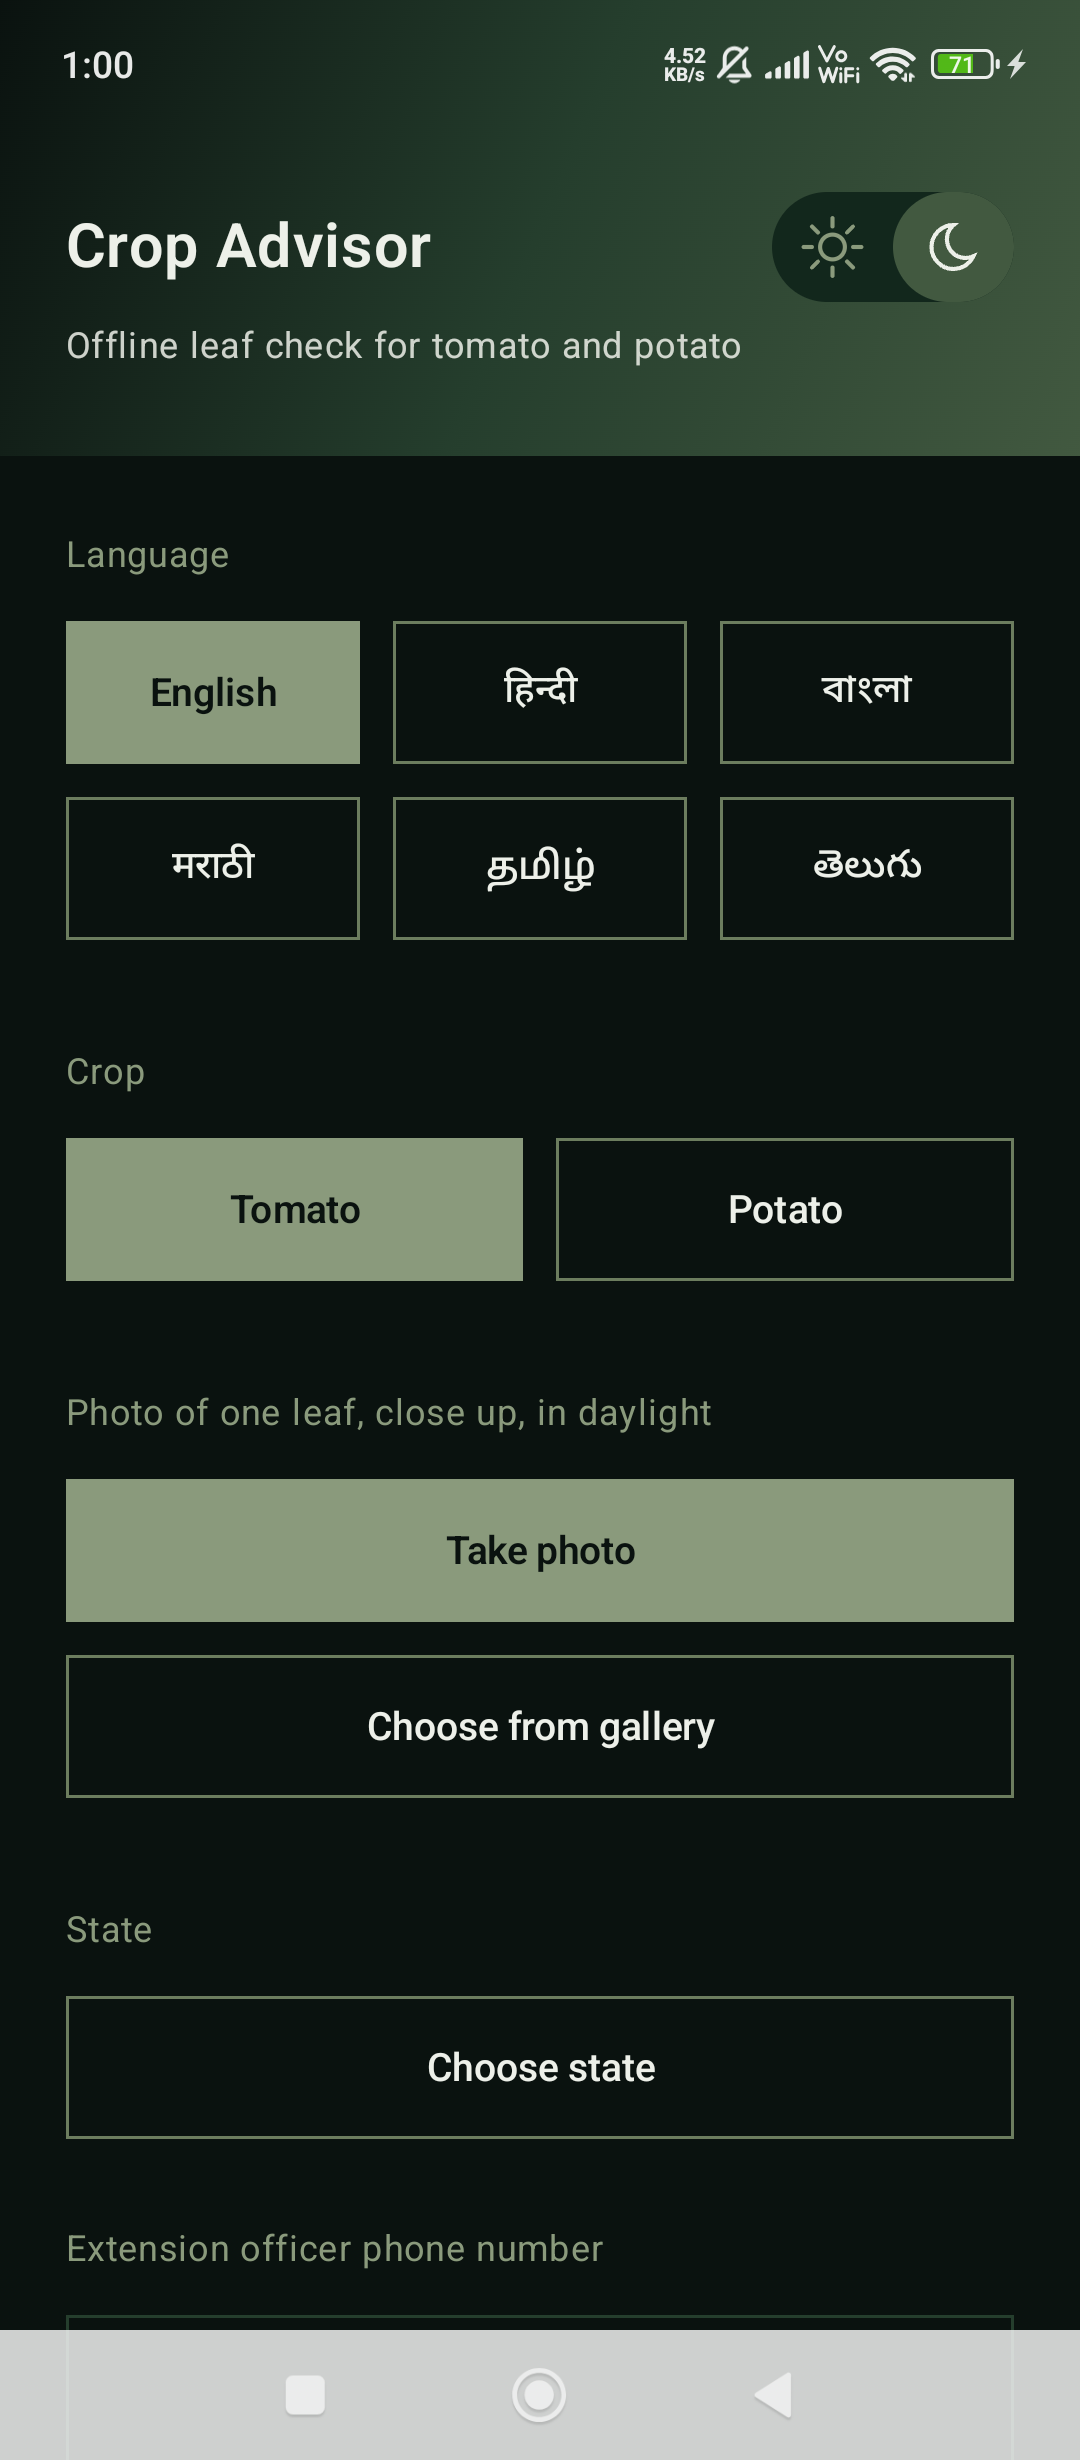 1:00
4.52 KB/s
Vo WiFi
71
Crop Advisor
Offline leaf check for tomato and potato
Language
English
हिन्दी
বাংলা
मराठी
தமிழ்
తెలుగు
Crop
Tomato
Potato
Photo of one leaf, close up, in daylight
Take photo
Choose from gallery
State
Choose state
Extension officer phone number